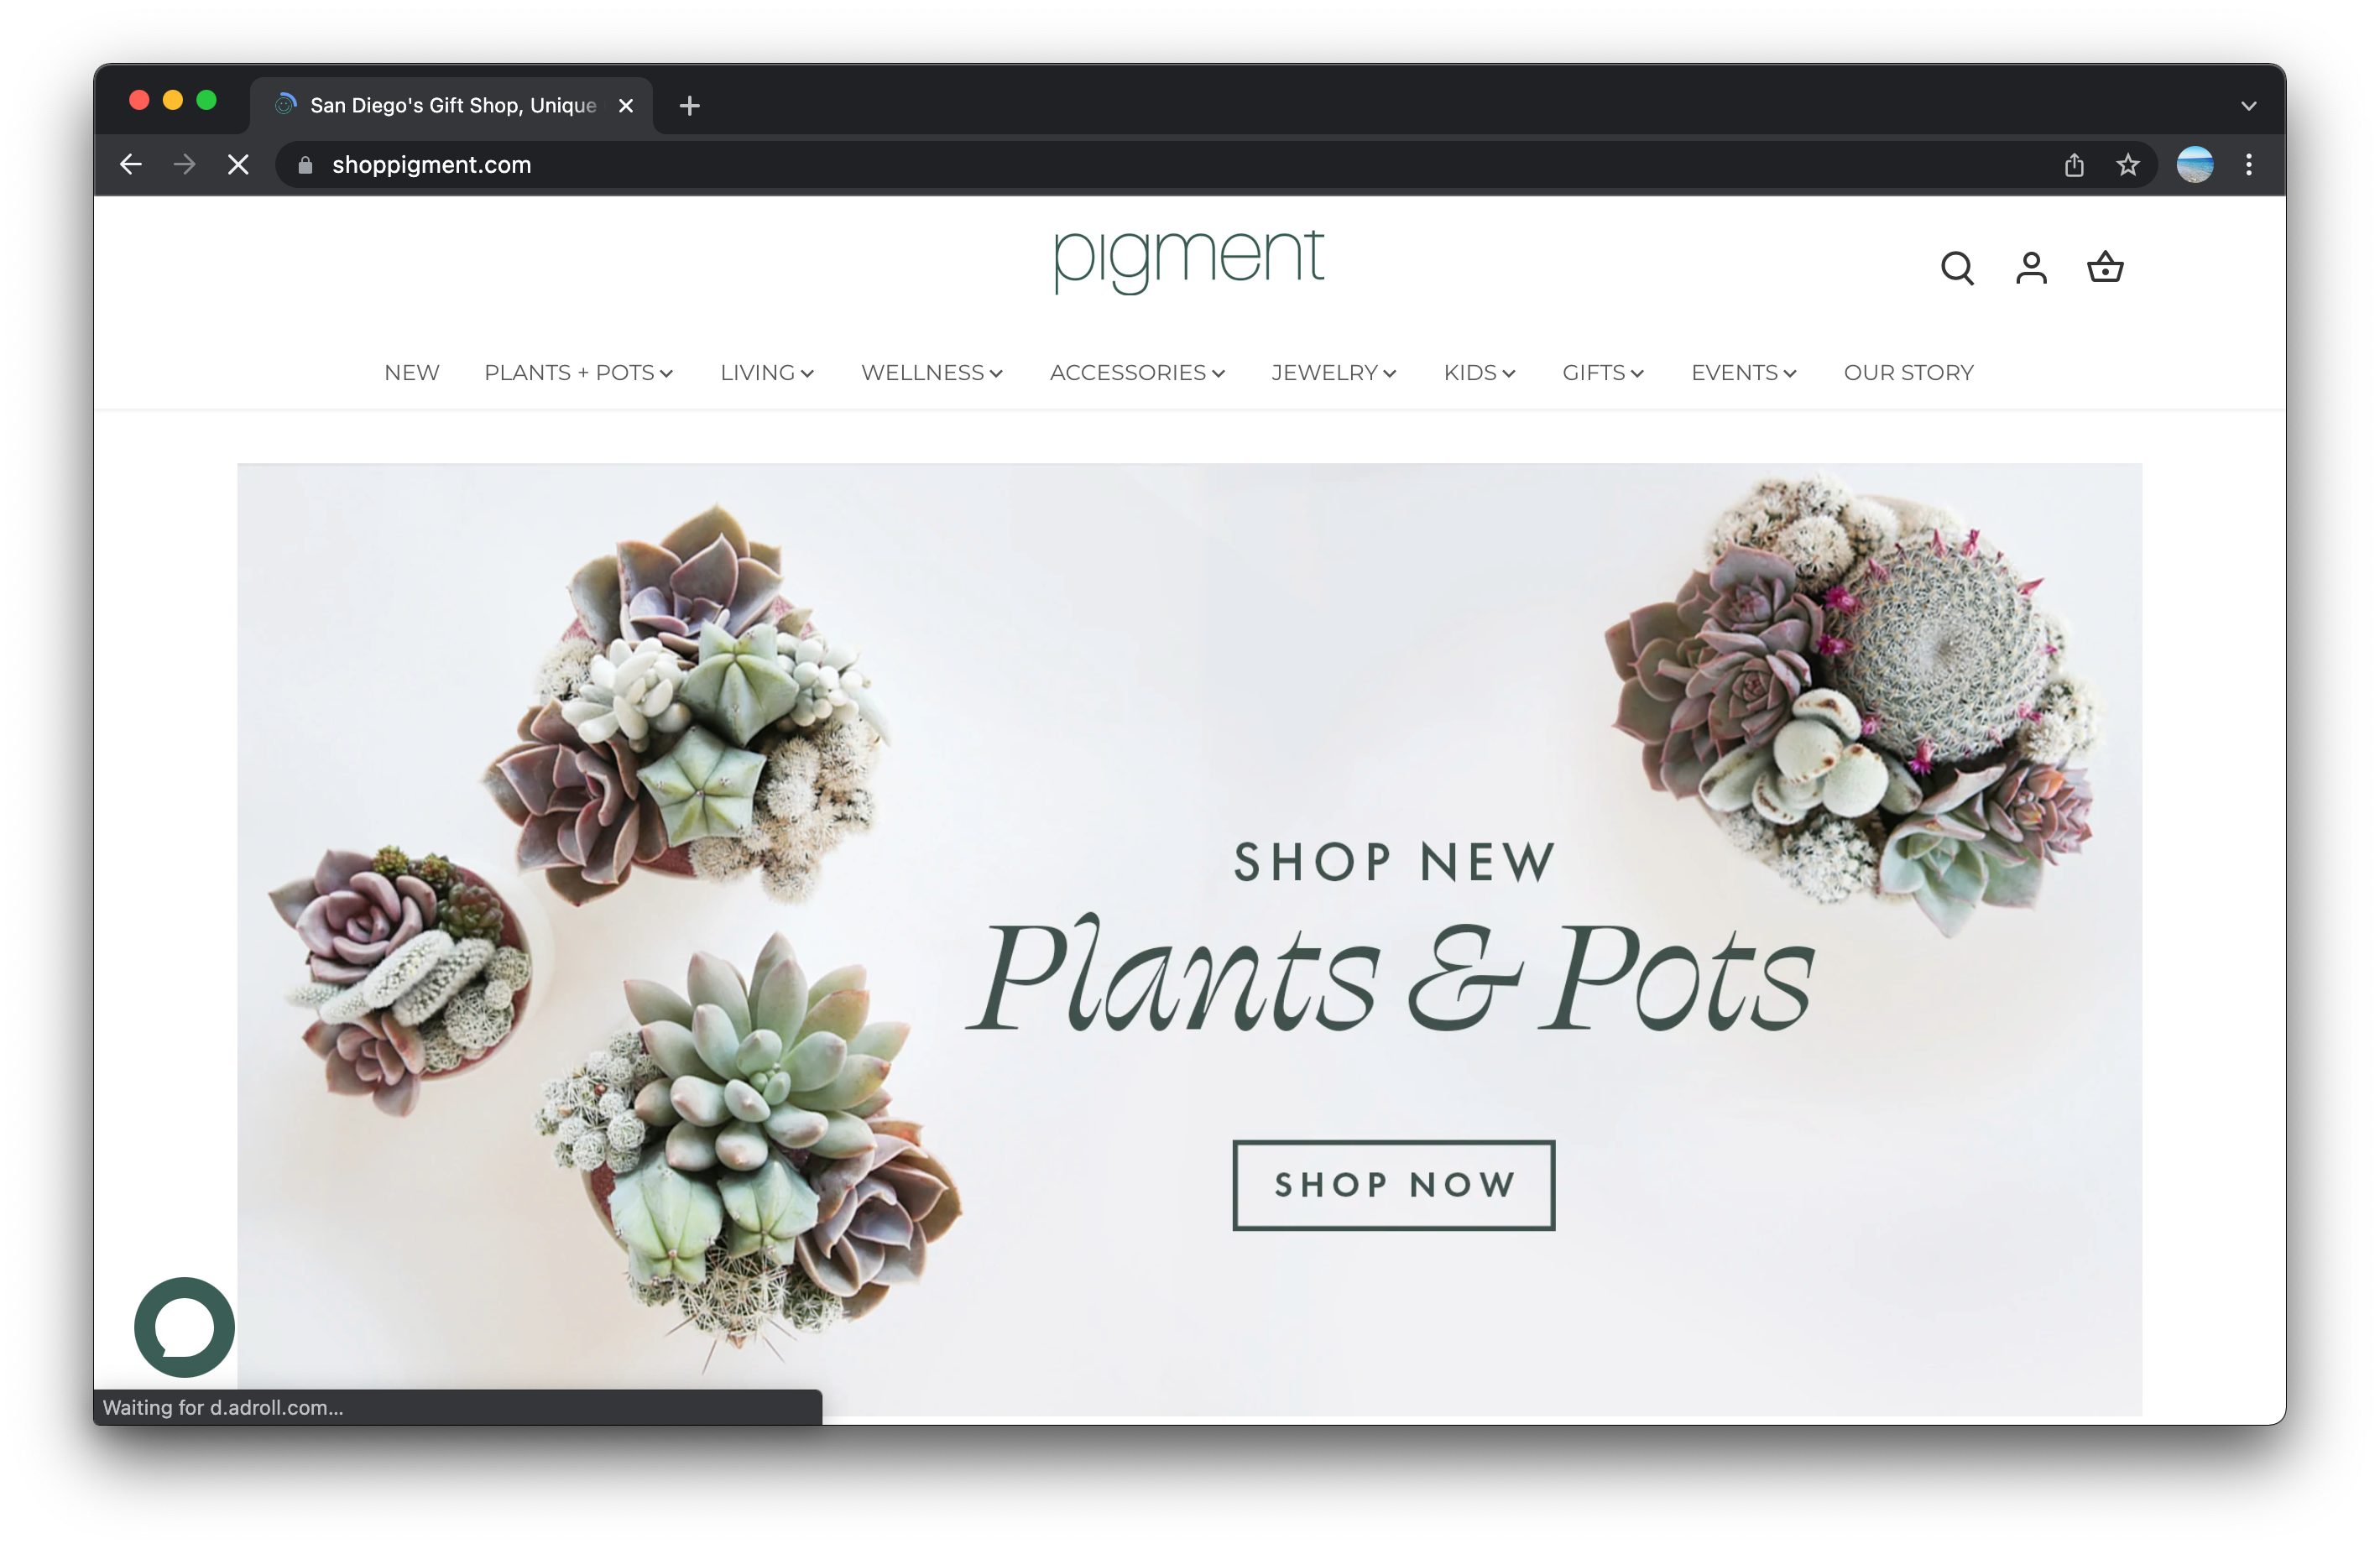 San Diego's Gift Shop, Unique
shoppigment.com
pigment
NEW PLANTS + POTS LIVING WELLNESS ACCESSORIES JEWELRY KIDS GIFTS EVENTS OUR STORY
SHOP NEW
Plants & Pots
SHOP NOW
Waiting for d.adroll.com...